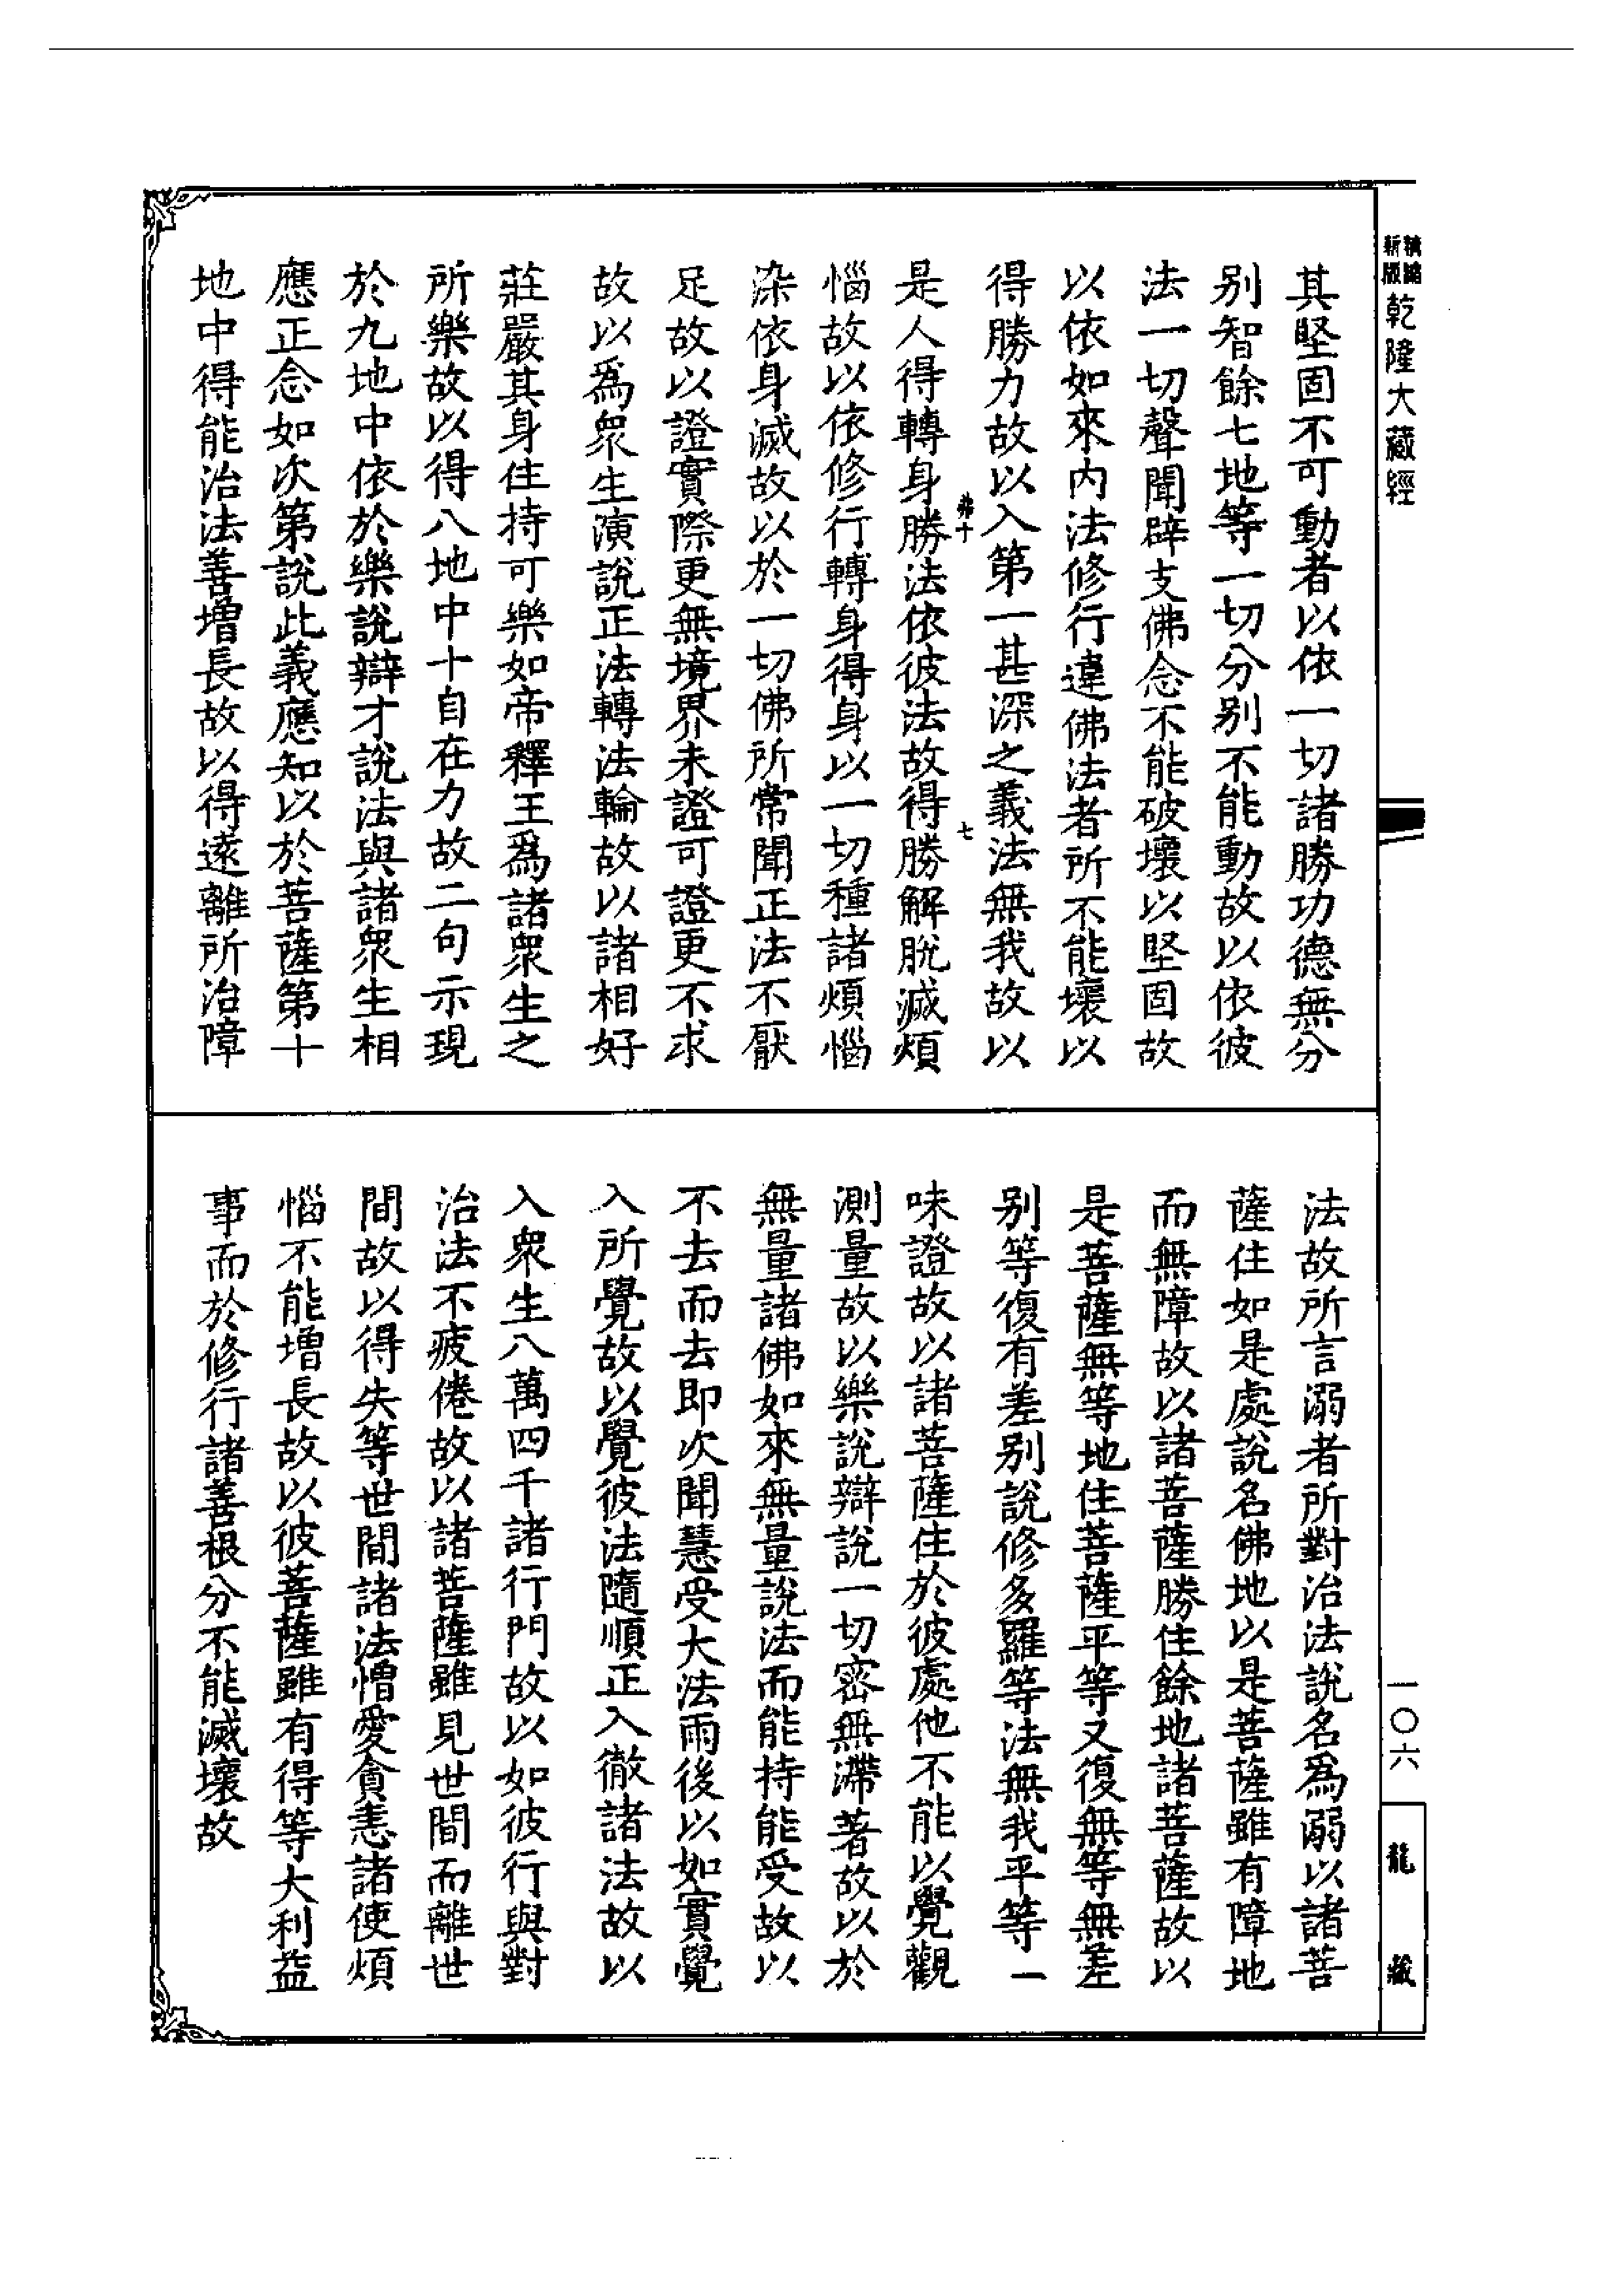 新版精縮乾隆大藏經
其堅固不可動者以依一切諸勝功德無分
别智餘七地等一切分别不能動故以依彼
法一切聲聞辟支佛念不能破壞以堅固故
以依如來内法修行違佛法者所不能壞以
得勝力故以入第一甚深之義法無我故以
弗十
七
是人得轉身勝法依彼法故得勝解脫滅煩
惱故以依修行轉身得身以一切種諸煩惱
染依身滅故以於一切佛所常聞正法不厭
足故以證實際更無境界未證可證更不求
故以爲衆生演說正法轉法輪故以諸相好
莊嚴其身住持可樂如帝釋王爲諸衆生之
所樂故以得八地中十自在力故二句示現
於九地中依於樂說辯才說法與諸衆生相
應正念如次第說此義應知以於菩薩第十
地中得能治法善增長故以得遠離所治障
法故所言溺者所對治法說名爲溺以諸菩
薩住如是處說名佛地以是菩薩雖有障地
而無障故以諸菩薩勝住餘地諸菩薩故以
是菩薩無等地住菩薩平等又復無等無差
别等復有差别說修多羅等法無我平等一
味證故以諸菩薩住於彼處他不能以覺觀
測量故以樂說辯說一切密無滯著故以於
無量諸佛如來無量說法而能持能受故以
不去而去即次聞慧受大法雨後以如實覺
入所覺故以覺彼法隨順正入徹諸法故以
入衆生八萬四千諸行門故以如彼行與對
治法不疲倦故以諸菩薩雖見世間而離世
間故以得失等世間諸法憎愛貪恚諸使煩
惱不能增長故以彼菩薩雖有得等大利益
事而於修行諸善根分不能滅壞故
一〇六
龍藏